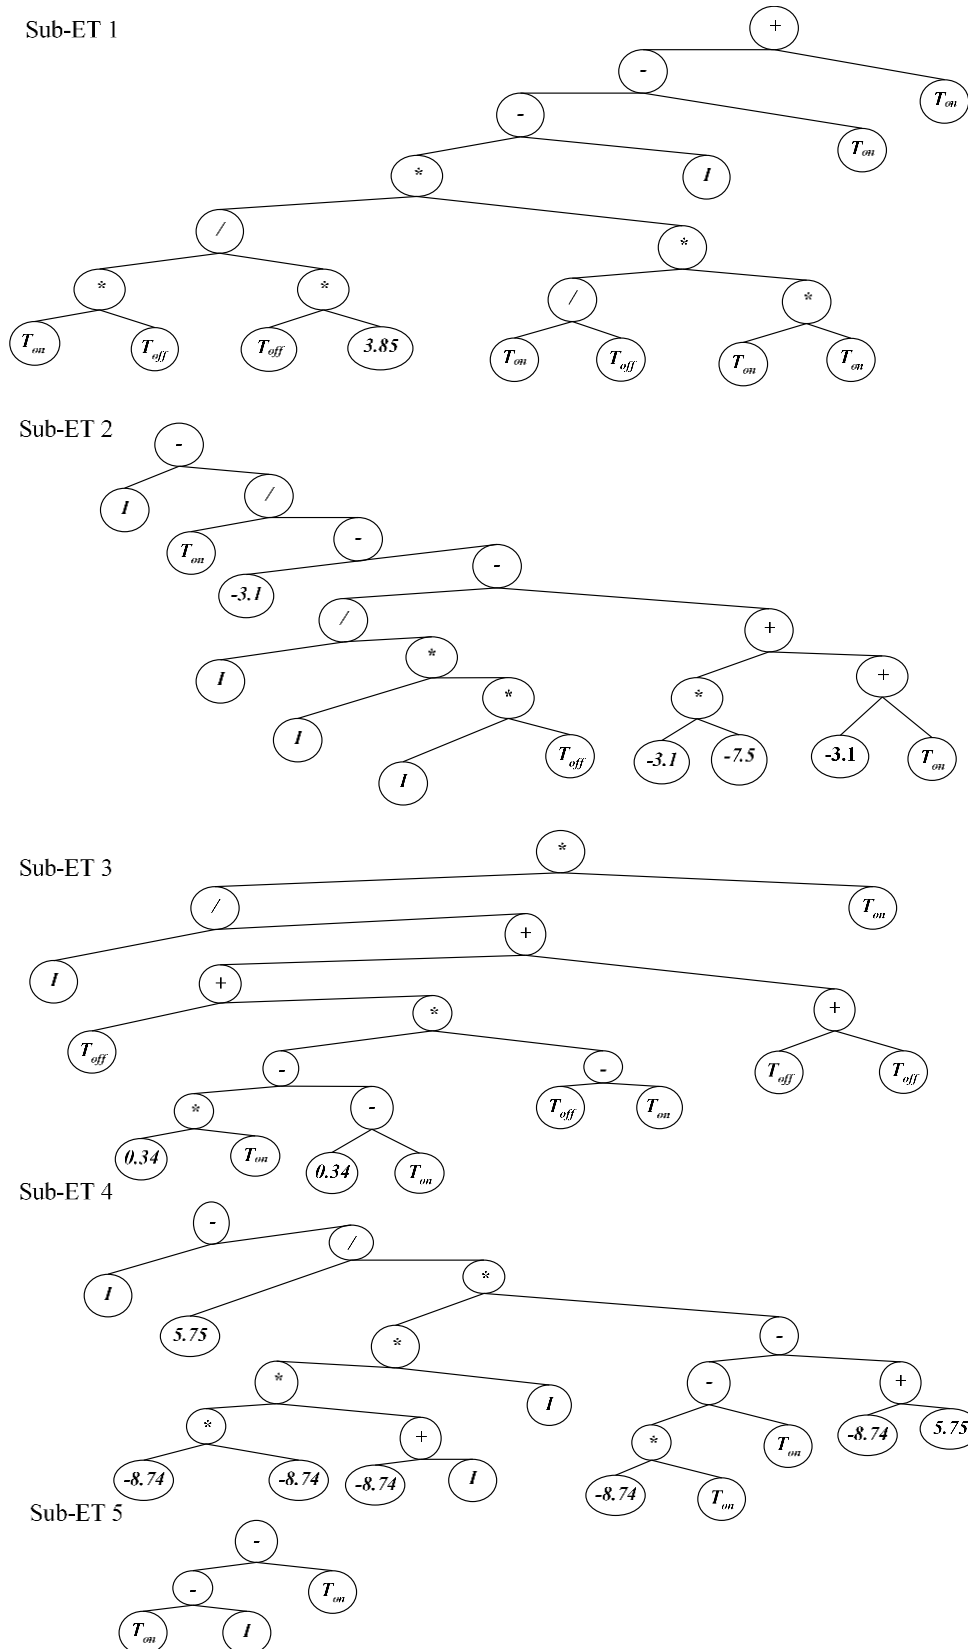 Sub-ET 1
+
-
Ton
-
Ton
*
I
/
*
*
*
/
*
Ton
Toff
Toff
3.85
Ton
Toff
Ton
Ton
Sub-ET 2
-
I
/
Ton
-
-3.1
-
/
+
I
*
*
+
I
*
-3.1
-7.5
-3.1
Ton
I
Toff
Sub-ET 3
*
/
Ton
I
+
+
+
Toff
*
Toff
Toff
-
-
*
-
Toff
Ton
0.34
Ton
0.34
Ton
Sub-ET 4
-
/
I
*
5.75
*
-
*
I
-
+
*
+
*
Ton
-8.74
5.75
-8.74
-8.74
-8.74
I
-8.74
Ton
Sub-ET 5
-
-
Ton
Ton
I